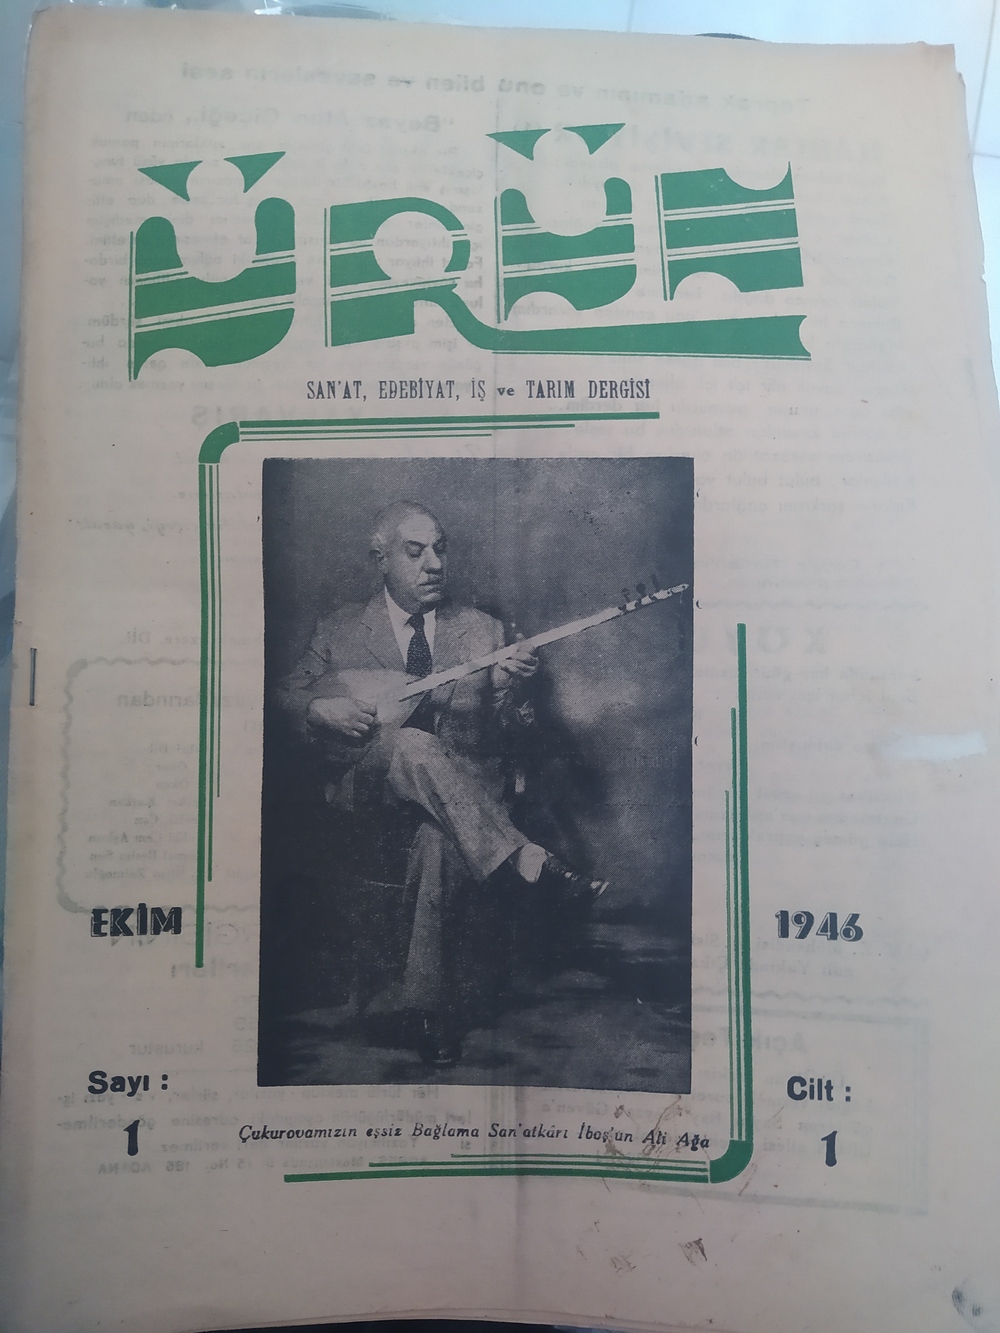 ÜRÜN
SAN'AT, EDEBİYAT, İŞ ve TARIM DERGİSİ
EKİM
1946
Sayı :
1
Cilt :
1
Çukurovamızın eşsiz Bağlama San'atkârı İboş'un Ali Ağa